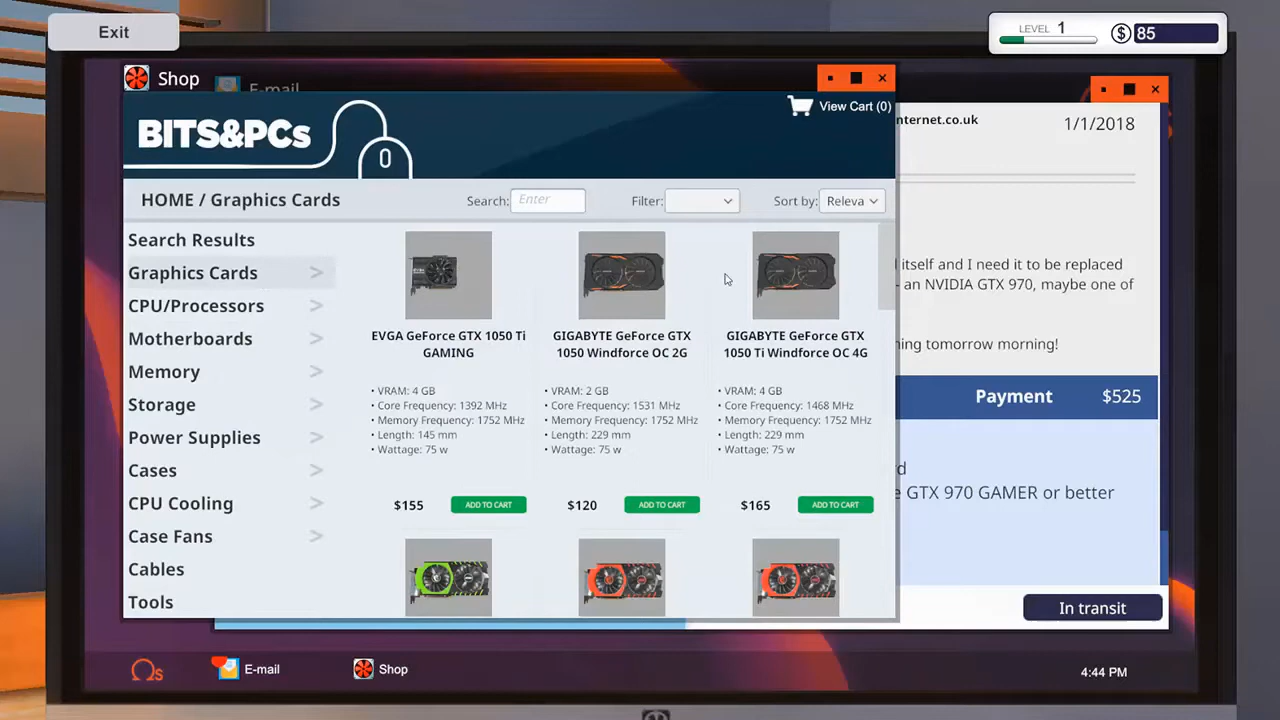 Exit
LEVEL 1
$ 85
Shop
E-mail
View Cart (0)
BITS&PCs
nternet.co.uk
1/1/2018
HOME / Graphics Cards
Search: Enter
Filter:
Sort by: Releva
Search Results
Graphics Cards >
CPU/Processors >
Motherboards >
Memory >
Storage >
Power Supplies >
Cases >
CPU Cooling >
Case Fans >
Cables
Tools
EVGA GeForce GTX 1050 Ti
GAMING
• VRAM: 4 GB
• Core Frequency: 1392 MHz
• Memory Frequency: 1752 MHz
• Length: 145 mm
• Wattage: 75 w
$155
ADD TO CART
GIGABYTE GeForce GTX
1050 Windforce OC 2G
• VRAM: 2 GB
• Core Frequency: 1531 MHz
• Memory Frequency: 1752 MHz
• Length: 229 mm
• Wattage: 75 w
$120
ADD TO CART
GIGABYTE GeForce GTX
1050 Ti Windforce OC 4G
• VRAM: 4 GB
• Core Frequency: 1468 MHz
• Memory Frequency: 1752 MHz
• Length: 229 mm
• Wattage: 75 w
$165
ADD TO CART
itself and I need it to be replaced
- an NVIDIA GTX 970, maybe one of
ing tomorrow morning!
Payment $525
rd
GTX 970 GAMER or better
In transit
E-mail
Shop
4:44 PM